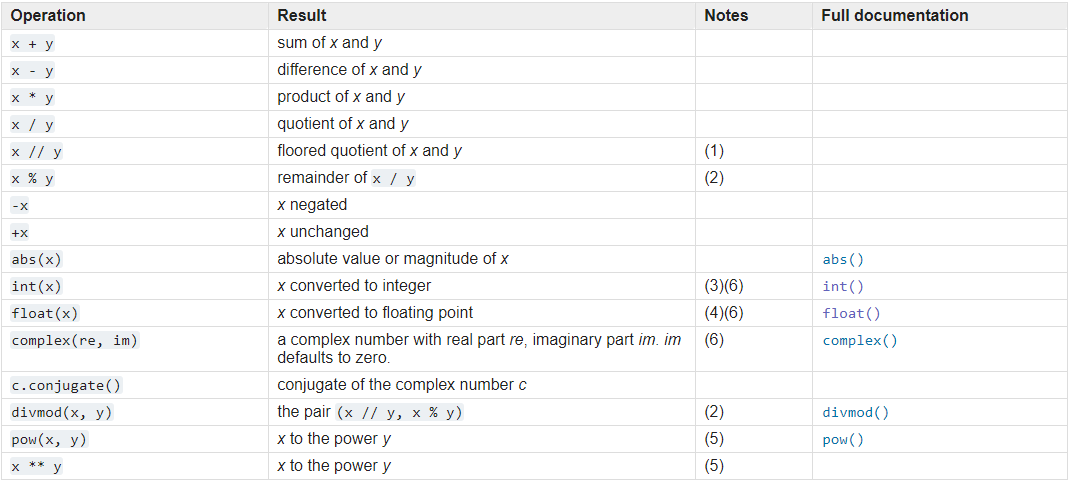 Operation Result Notes Full documentation
x + y sum of x and y
x - y difference of x and y
x * y product of x and y
x / y quotient of x and y
x // y floored quotient of x and y (1)
x % y remainder of x / y (2)
-x x negated
+x x unchanged
abs(x) absolute value or magnitude of x abs()
int(x) x converted to integer (3)(6) int()
float(x) x converted to floating point (4)(6) float()
complex(re, im) a complex number with real part re, imaginary part im. im (6) complex()
defaults to zero.
c.conjugate() conjugate of the complex number c
divmod(x, y) the pair (x // y, x % y) (2) divmod()
pow(x, y) x to the power y (5) pow()
x ** y x to the power y (5)